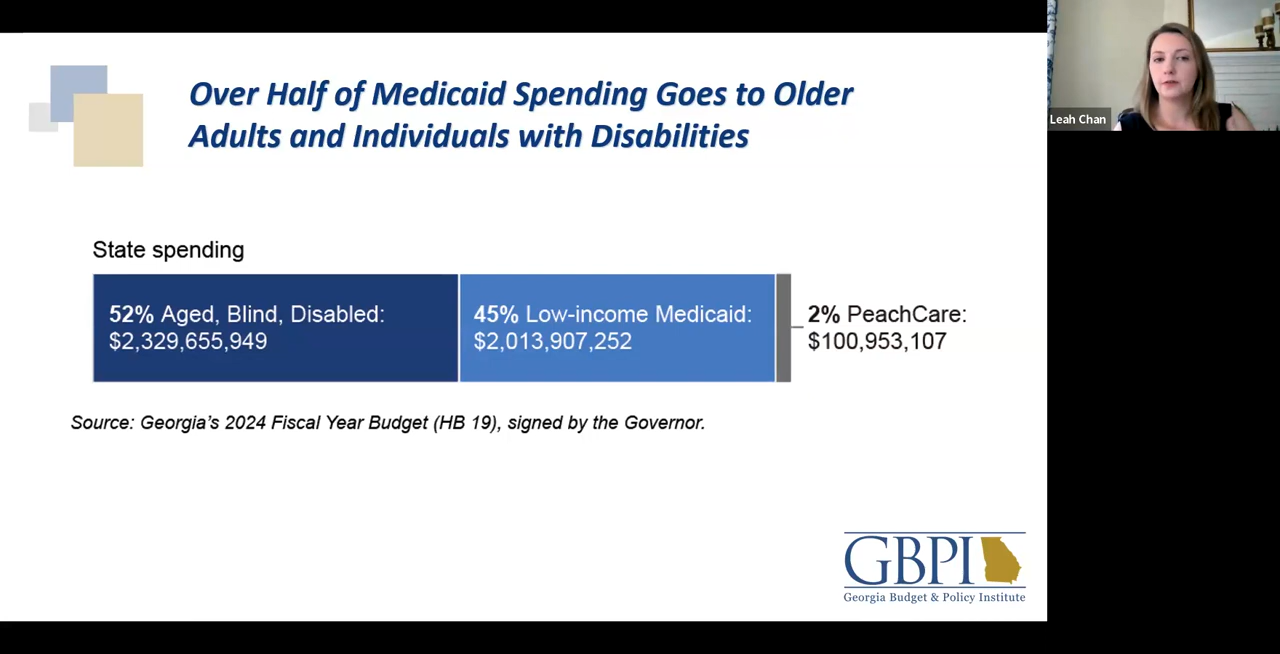 Over Half of Medicaid Spending Goes to Older
Adults and Individuals with Disabilities
Leah Chan
State spending
52% Aged, Blind, Disabled:
$2,329,655,949
45% Low-income Medicaid:
$2,013,907,252
2% PeachCare:
$100,953,107
Source: Georgia's 2024 Fiscal Year Budget (HB 19), signed by the Governor.
GBPI
Georgia Budget & Policy Institute